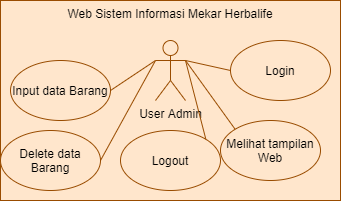 Web Sistem Informasi Mekar Herbalife
Login
Input data Barang
User Admin
Melihat tampilan
Web
Delete data
Barang
Logout